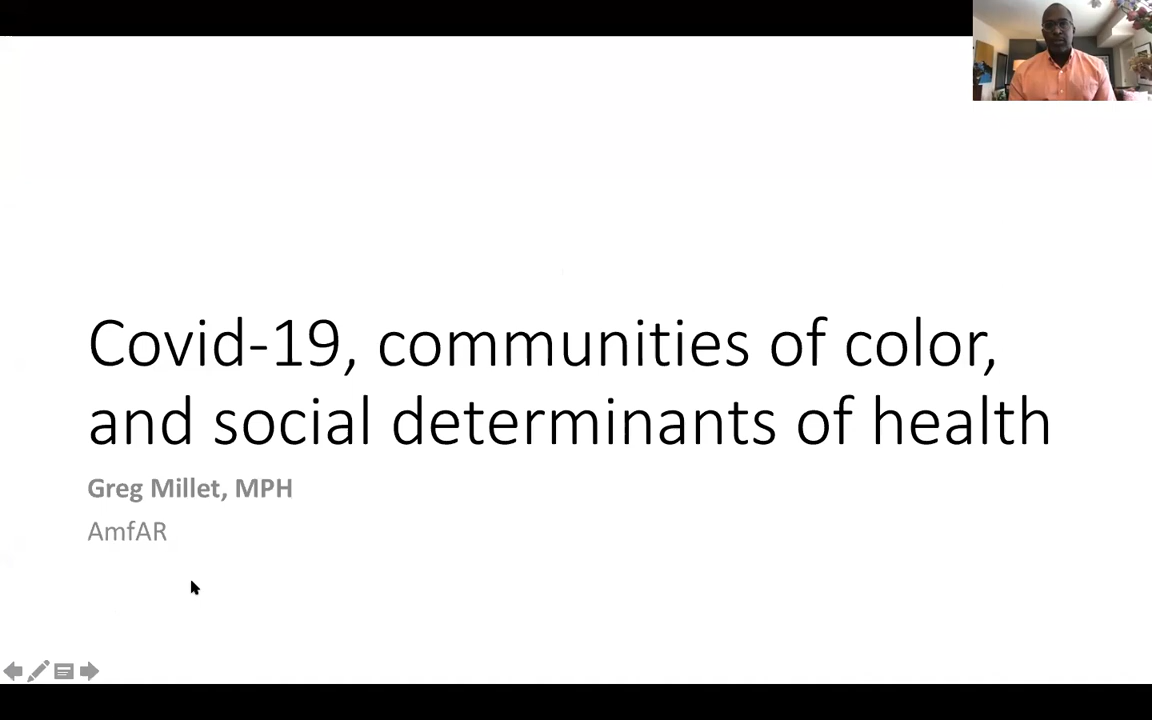 Covid-19, communities of color,
and social determinants of health
Greg Millet, MPH
AmfAR